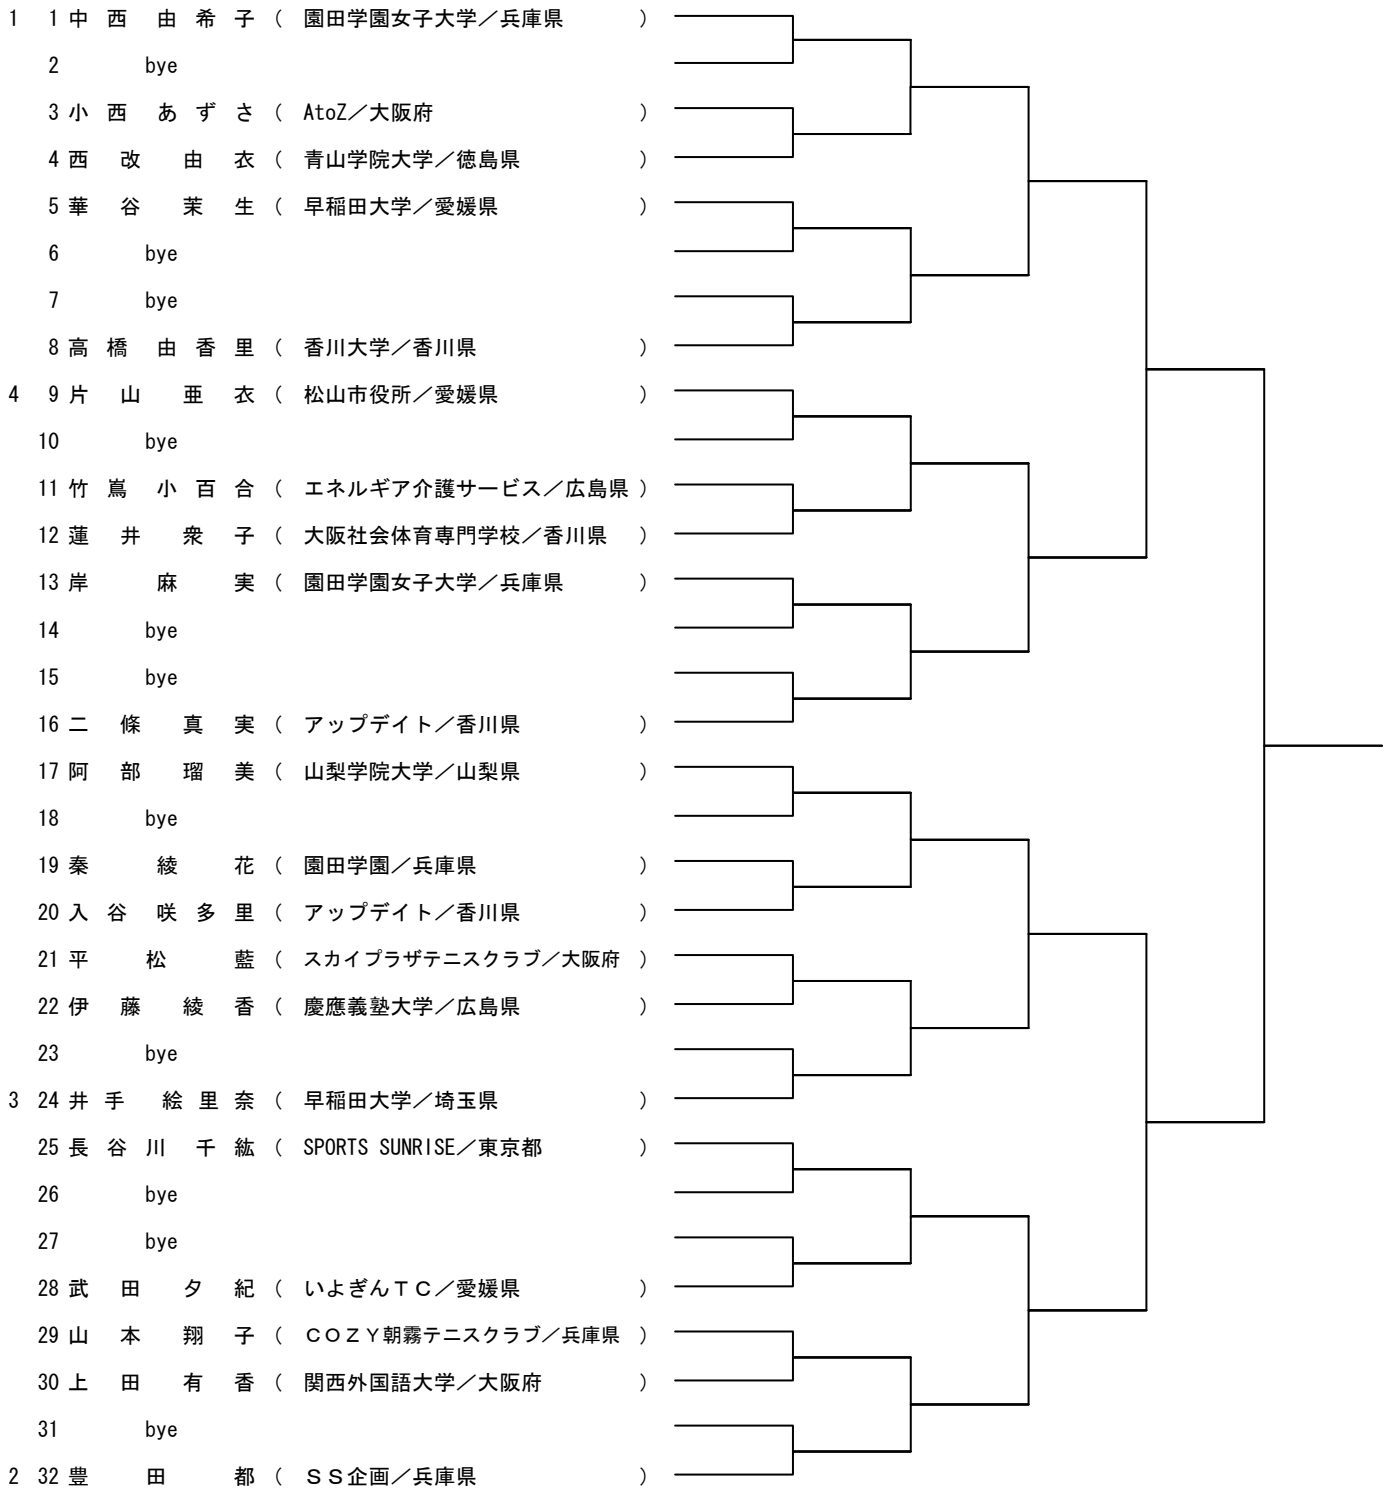 1 1 中西由希子 ( 園田学園女子大学／兵庫県 )
2 bye
3 小西あずさ ( AtoZ／大阪府 )
4 西改由衣 ( 青山学院大学／徳島県 )
5 華谷茉生 ( 早稲田大学／愛媛県 )
6 bye
7 bye
8 高橋由香里 ( 香川大学／香川県 )
4 9 片山亜衣 ( 松山市役所／愛媛県 )
10 bye
11 竹嶌小百合 ( エネルギア介護サービス／広島県 )
12 蓮井衆子 ( 大阪社会体育専門学校／香川県 )
13 岸麻実 ( 園田学園女子大学／兵庫県 )
14 bye
15 bye
16 二條真実 ( アップデイト／香川県 )
17 阿部瑠美 ( 山梨学院大学／山梨県 )
18 bye
19 秦綾花 ( 園田学園／兵庫県 )
20 入谷咲多里 ( アップデイト／香川県 )
21 平松藍 ( スカイプラザテニスクラブ／大阪府 )
22 伊藤綾香 ( 慶應義塾大学／広島県 )
23 bye
3 24 井手絵里奈 ( 早稲田大学／埼玉県 )
25 長谷川千紘 ( SPORTS SUNRISE／東京都 )
26 bye
27 bye
28 武田夕紀 ( いよぎんＴＣ／愛媛県 )
29 山本翔子 ( ＣＯＺＹ朝霧テニスクラブ／兵庫県 )
30 上田有香 ( 関西外国語大学／大阪府 )
31 bye
2 32 豊田都 ( ＳＳ企画／兵庫県 )